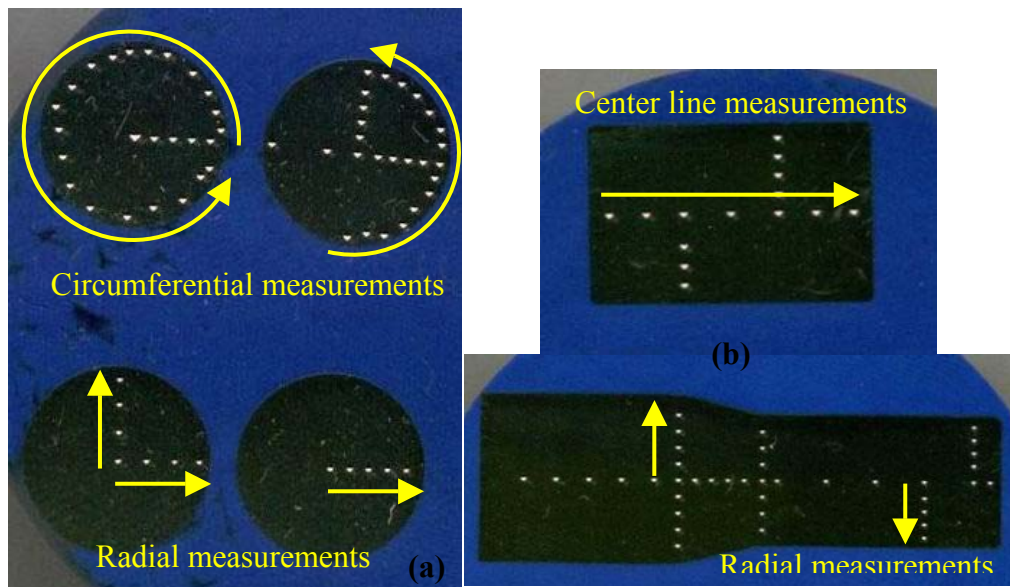 Circumferential measurements
Radial measurements
(a)
Center line measurements
(b)
Radial measurements